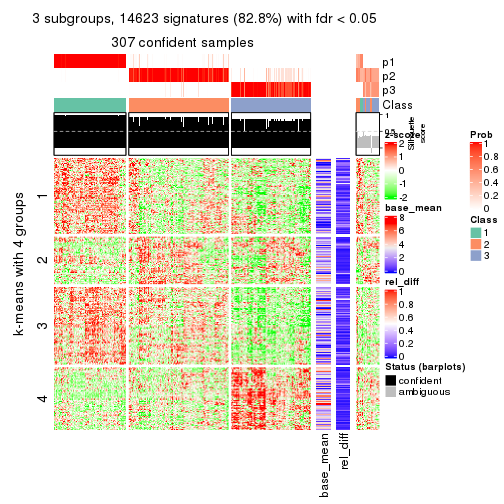 3 subgroups, 14623 signatures (82.8%) with fdr < 0.05
307 confident samples
p1
p2
p3
Class
1
0.5
Silhouette
score
k-means with 4 groups
1
2
3
4
base_mean
rel_diff
z-score
2
1
0
-1
-2
base_mean
8
6
4
2
0
rel_diff
1
0.8
0.6
0.4
0.2
0
Status (barplots)
confident
ambiguous
Prob
1
0.8
0.6
0.4
0.2
0
Class
1
2
3